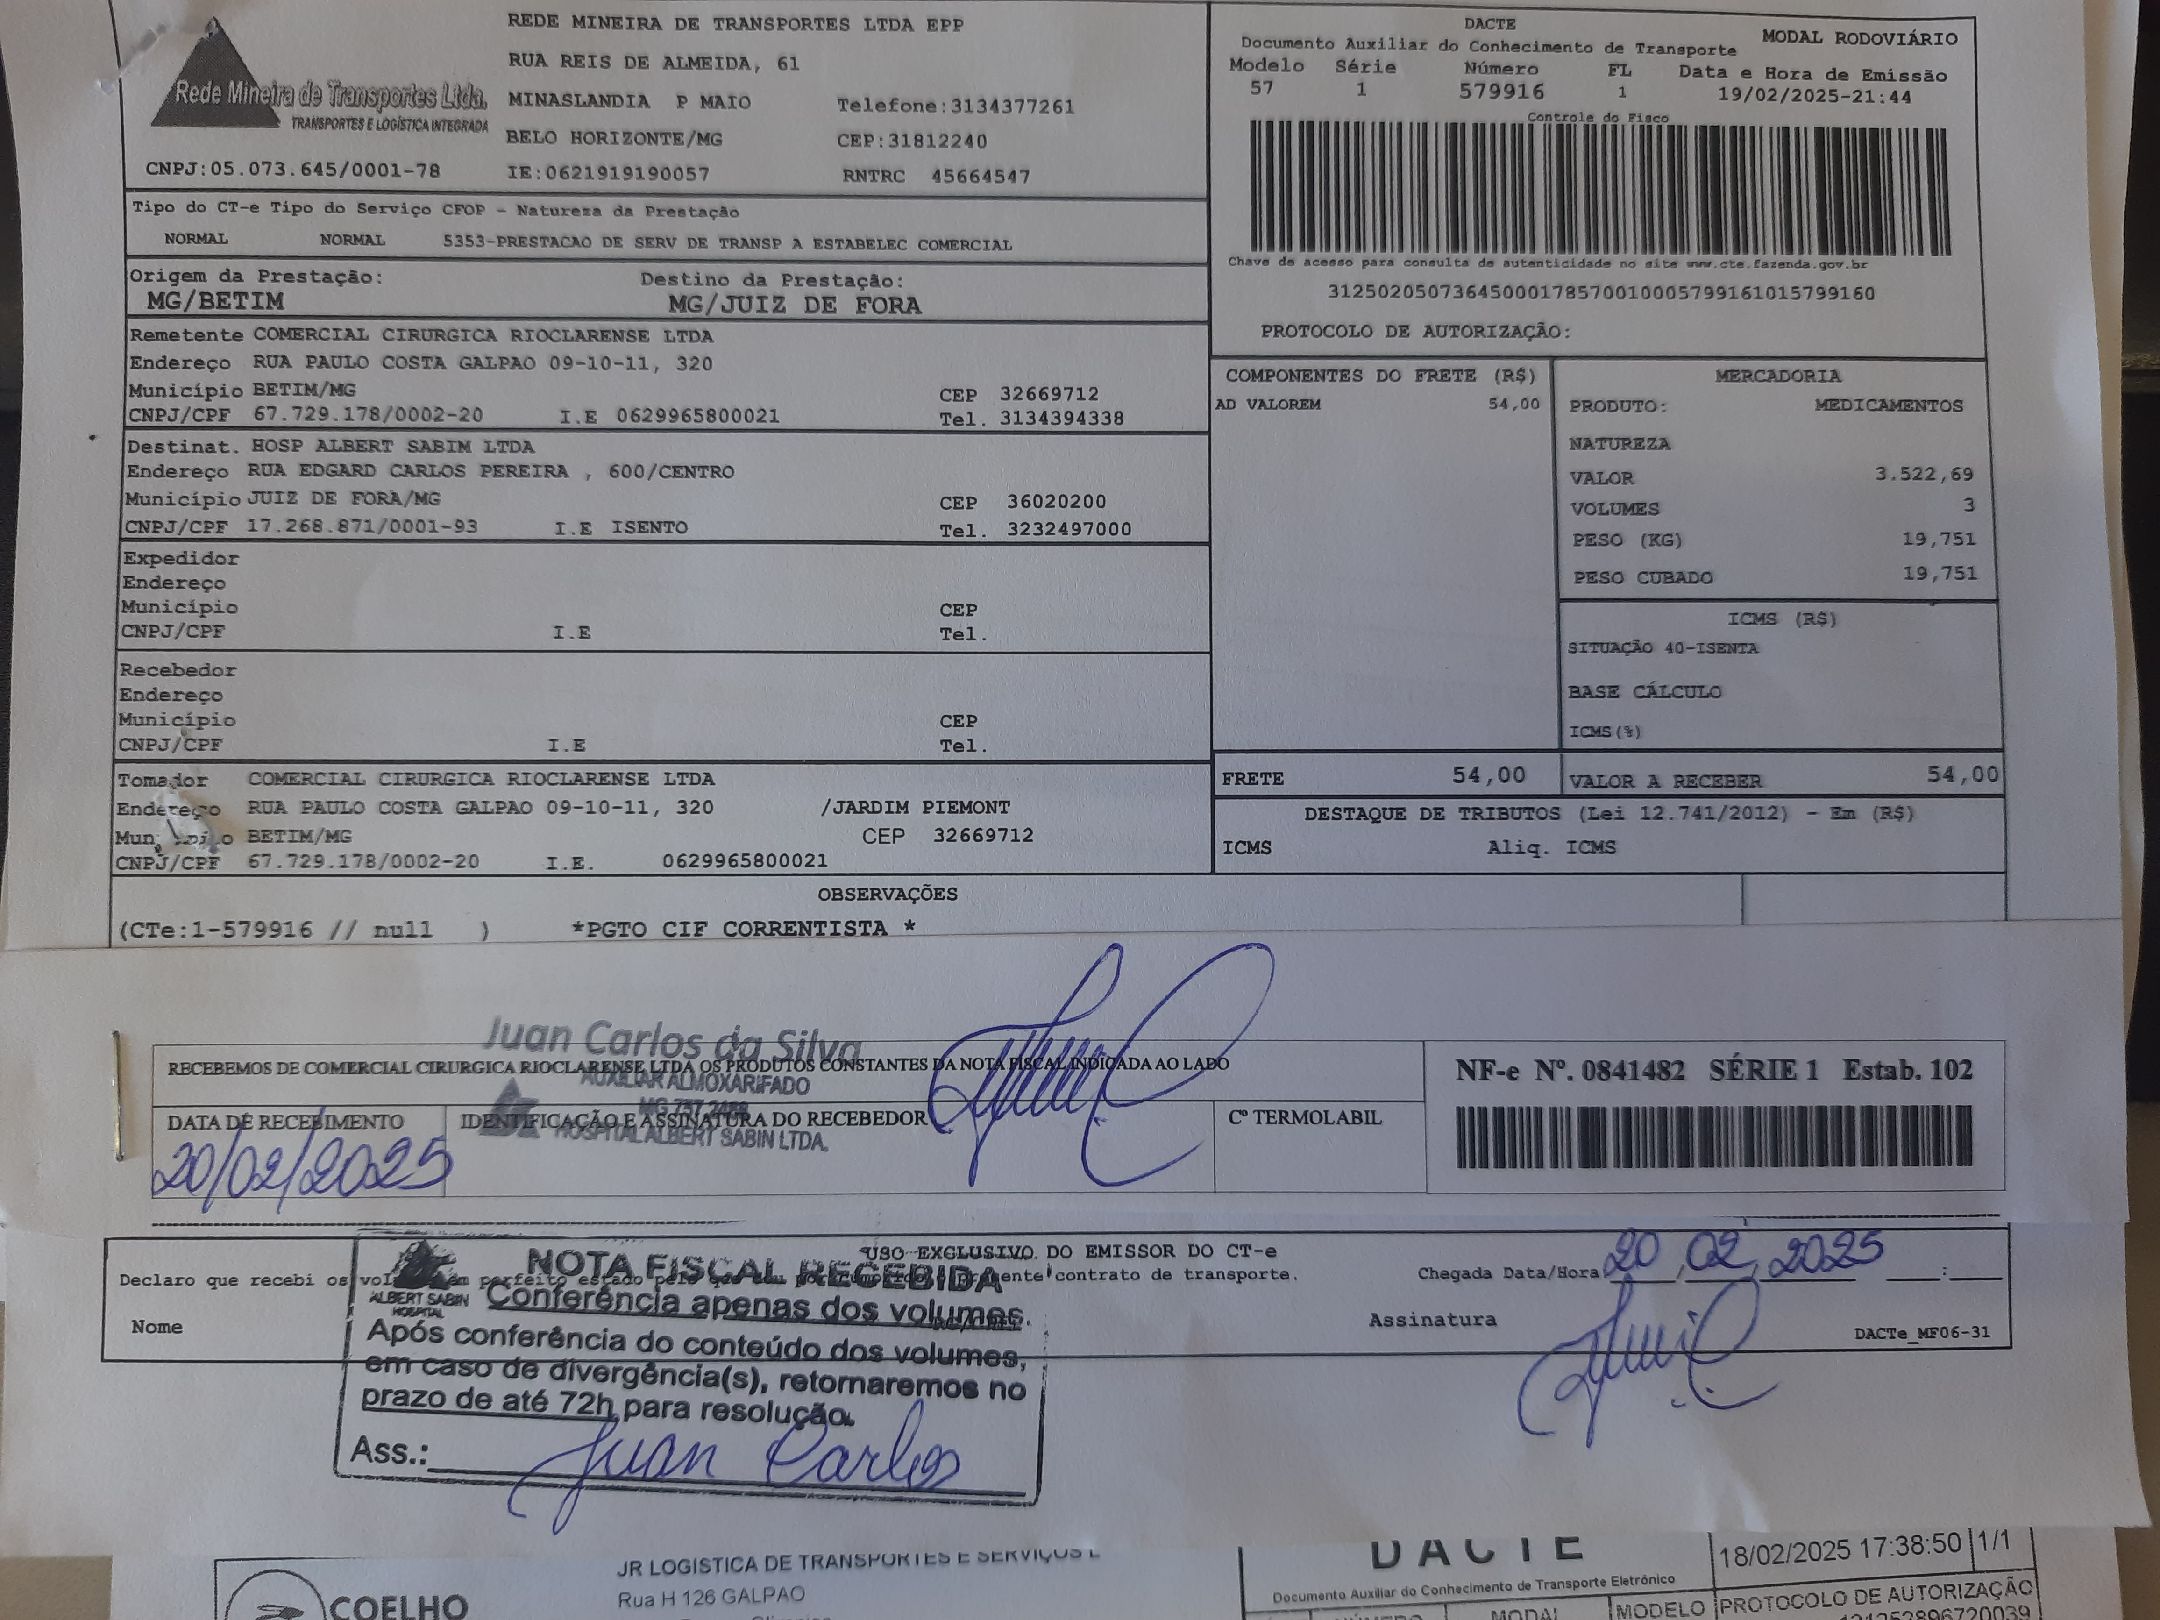 Rede Mineira de Transportes Ltda.
TRANSPORTES E LOGÍSTICA INTEGRADA
CNPJ:05.073.645/0001-78
REDE MINEIRA DE TRANSPORTES LTDA EPP
RUA REIS DE ALMEIDA, 61
MINASLANDIA P MAIO Telefone:3134377261
BELO HORIZONTE/MG CEP:31812240
IE:0621919190057 RNTRC 45664547
DACTE
Documento Auxiliar do Conhecimento de Transporte MODAL RODOVIÁRIO
Modelo Série Número FL Data e Hora de Emissão
57 1 579916 1 19/02/2025-21:44
Controle do Fisco
Chave de acesso para consulta de autenticidade no site www.cte.fazenda.gov.br
31250205073645000178570010005799161015799160
PROTOCOLO DE AUTORIZAÇÃO:
Tipo do CT-e Tipo do Serviço CFOP - Natureza da Prestação
NORMAL NORMAL 5353-PRESTACAO DE SERV DE TRANSP A ESTABELEC COMERCIAL
Origem da Prestação: Destino da Prestação:
MG/BETIM MG/JUIZ DE FORA
Remetente COMERCIAL CIRURGICA RIOCLARENSE LTDA
Endereço RUA PAULO COSTA GALPAO 09-10-11, 320
Município BETIM/MG CEP 32669712
CNPJ/CPF 67.729.178/0002-20 I.E 0629965800021 Tel. 3134394338
Destinat. HOSP ALBERT SABIM LTDA
Endereço RUA EDGARD CARLOS PEREIRA , 600/CENTRO
Município JUIZ DE FORA/MG CEP 36020200
CNPJ/CPF 17.268.871/0001-93 I.E ISENTO Tel. 3232497000
Expedidor
Endereço
Município CEP
CNPJ/CPF I.E Tel.
Recebedor
Endereço
Município CEP
CNPJ/CPF I.E Tel.
Tomador COMERCIAL CIRURGICA RIOCLARENSE LTDA
Endereço RUA PAULO COSTA GALPAO 09-10-11, 320 /JARDIM PIEMONT
BETIM/MG CEP 32669712
CNPJ/CPF 67.729.178/0002-20 I.E. 0629965800021
COMPONENTES DO FRETE (R$)
AD VALOREM 54,00
MERCADORIA
PRODUTO: MEDICAMENTOS
NATUREZA
VALOR 3.522,69
VOLUMES 3
PESO (KG) 19,751
PESO CUBADO 19,751
ICMS (R$)
SITUAÇÃO 40-ISENTA
BASE CÁLCULO
ICMS(%)
FRETE 54,00 VALOR A RECEBER 54,00
DESTAQUE DE TRIBUTOS (Lei 12.741/2012) - Em (R$)
ICMS Aliq. ICMS
OBSERVAÇÕES
(CTe:1-579916 // null ) *PGTO CIF CORRENTISTA *
Juan Carlos da Silva
RECEBEMOS DE COMERCIAL CIRURGICA RIOCLARENSE LTDA OS PRODUTOS CONSTANTES DA NOTA FISCAL INDICADA AO LADO
AUXILIAR ALMOXARIFADO
DATA DE RECEBIMENTO IDENTIFICAÇÃO E ASSINATURA DO RECEBEDOR Cº TERMOLABIL
HOSPITAL ALBERT SABIN LTDA.
20/02/2025
NF-e Nº. 0841482 SÉRIE 1 Estab. 102
USO EXCLUSIVO DO EMISSOR DO CT-e
Declaro que recebi os contrato de transporte.
Nome
Chegada Data/Hora 20 02 2025 :
Assinatura
DACTe_MF06-31
NOTA FISCAL RECEBIDA
ALBERT SABIN
HOSPITAL
Conferência apenas dos volumes.
Após conferência do conteúdo dos volumes,
em caso de divergência(s), retornaremos no
prazo de até 72h para resolução.
Ass.: Juan Carlos
COELHO
JR LOGISTICA DE TRANSPORTES E SERVIÇOS L
Rua H 126 GALPAO
DACTE
Documento Auxiliar do Conhecimento de Transporte Eletrônico
18/02/2025 17:38:50 1/1
MODAL MODELO PROTOCOLO DE AUTORIZAÇÃO